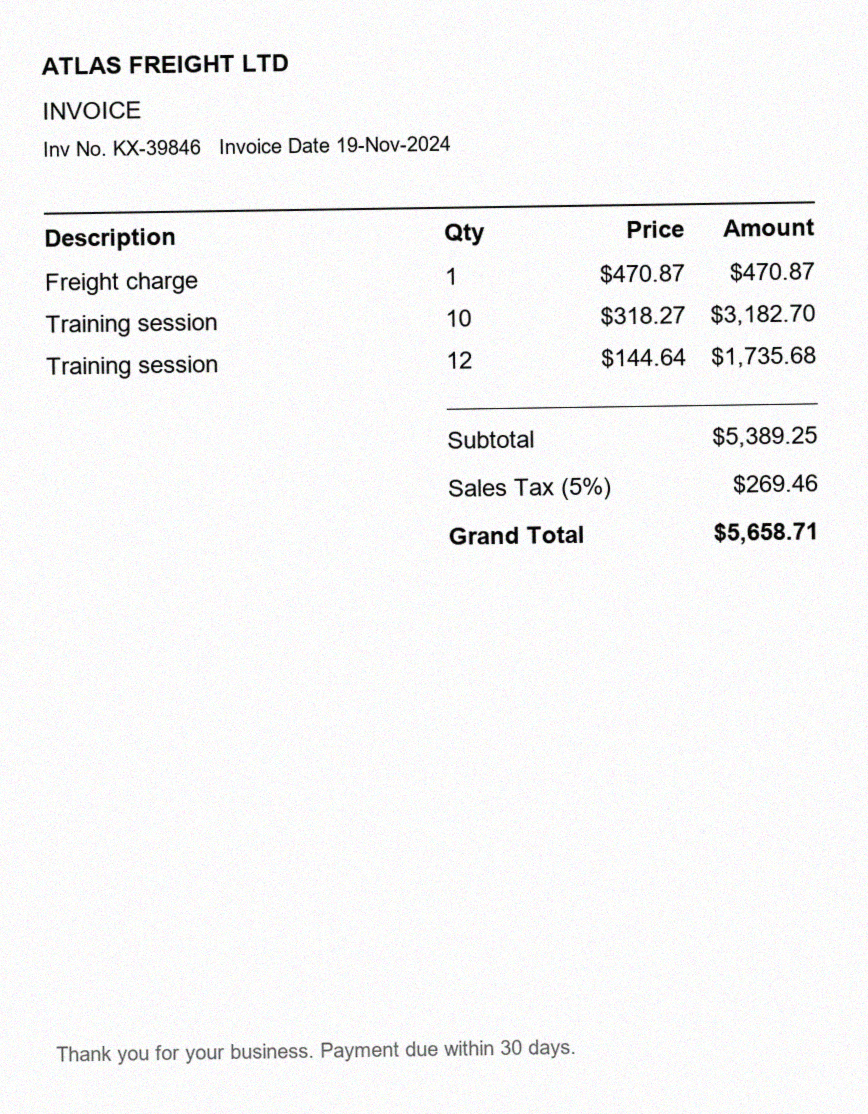 ATLAS FREIGHT LTD
INVOICE
Inv No. KX-39846 Invoice Date 19-Nov-2024
Description Qty Price Amount
Freight charge 1 $470.87 $470.87
Training session 10 $318.27 $3,182.70
Training session 12 $144.64 $1,735.68
Subtotal $5,389.25
Sales Tax (5%) $269.46
Grand Total $5,658.71
Thank you for your business. Payment due within 30 days.